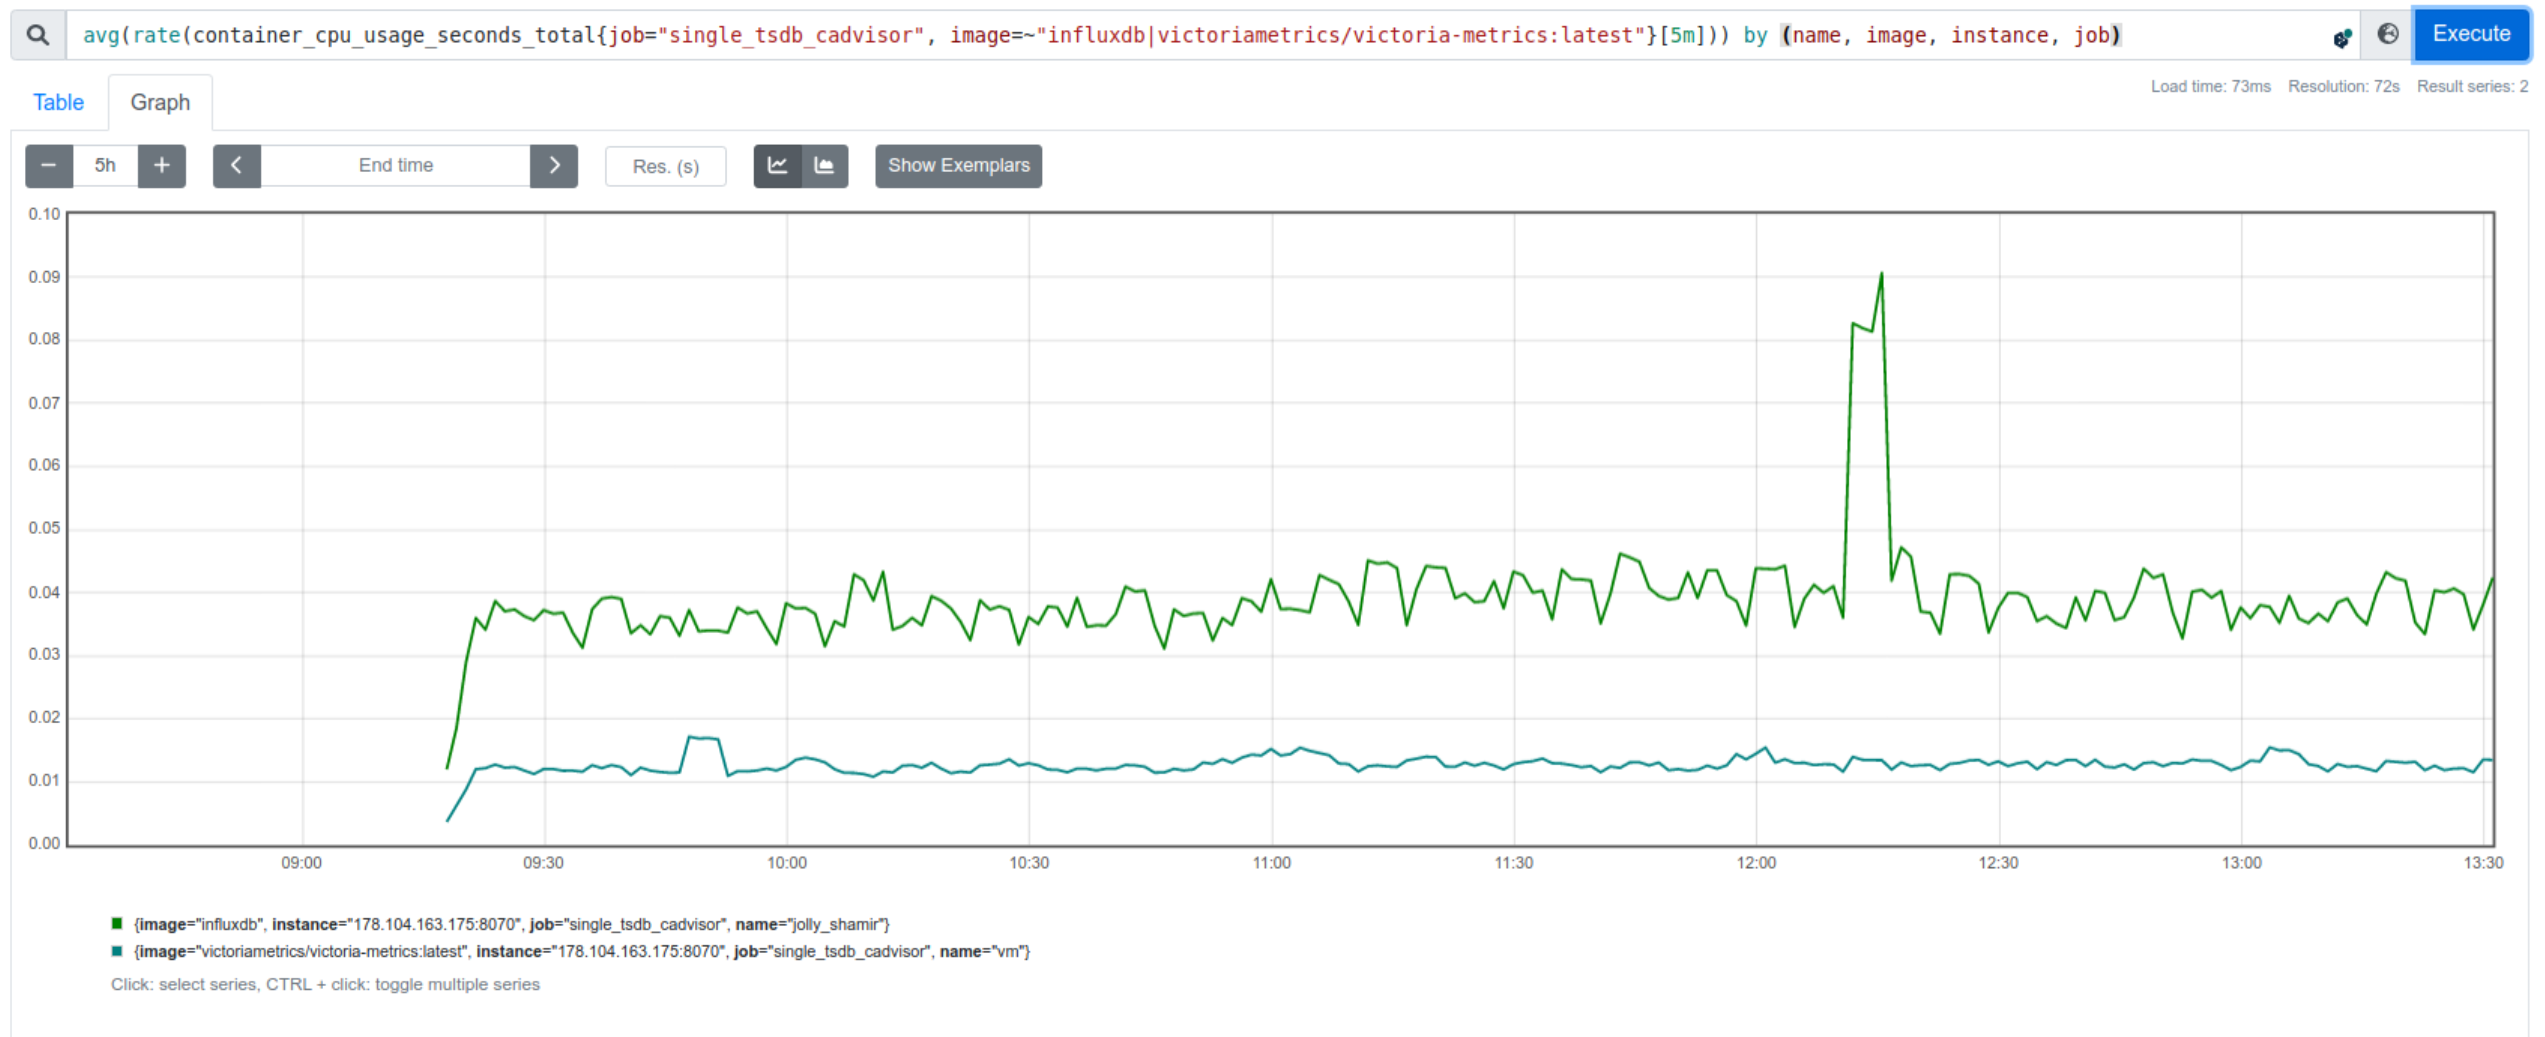 avg(rate(container_cpu_usage_seconds_total{job="single_tsdb_cadvisor", image=~"influxdb|victoriametrics/victoria-metrics:latest"}[5m])) by (name, image, instance, job)
Execute
Load time: 73ms Resolution: 72s Result series: 2
Table
Graph
5h
End time
Res. (s)
Show Exemplars
0.10
0.09
0.08
0.07
0.06
0.05
0.04
0.03
0.02
0.01
0.00
09:00 09:30 10:00 10:30 11:00 11:30 12:00 12:30 13:00 13:30
{image="influxdb", instance="178.104.163.175:8070", job="single_tsdb_cadvisor", name="jolly_shamir"}
{image="victoriametrics/victoria-metrics:latest", instance="178.104.163.175:8070", job="single_tsdb_cadvisor", name="vm"}
Click: select series, CTRL + click: toggle multiple series